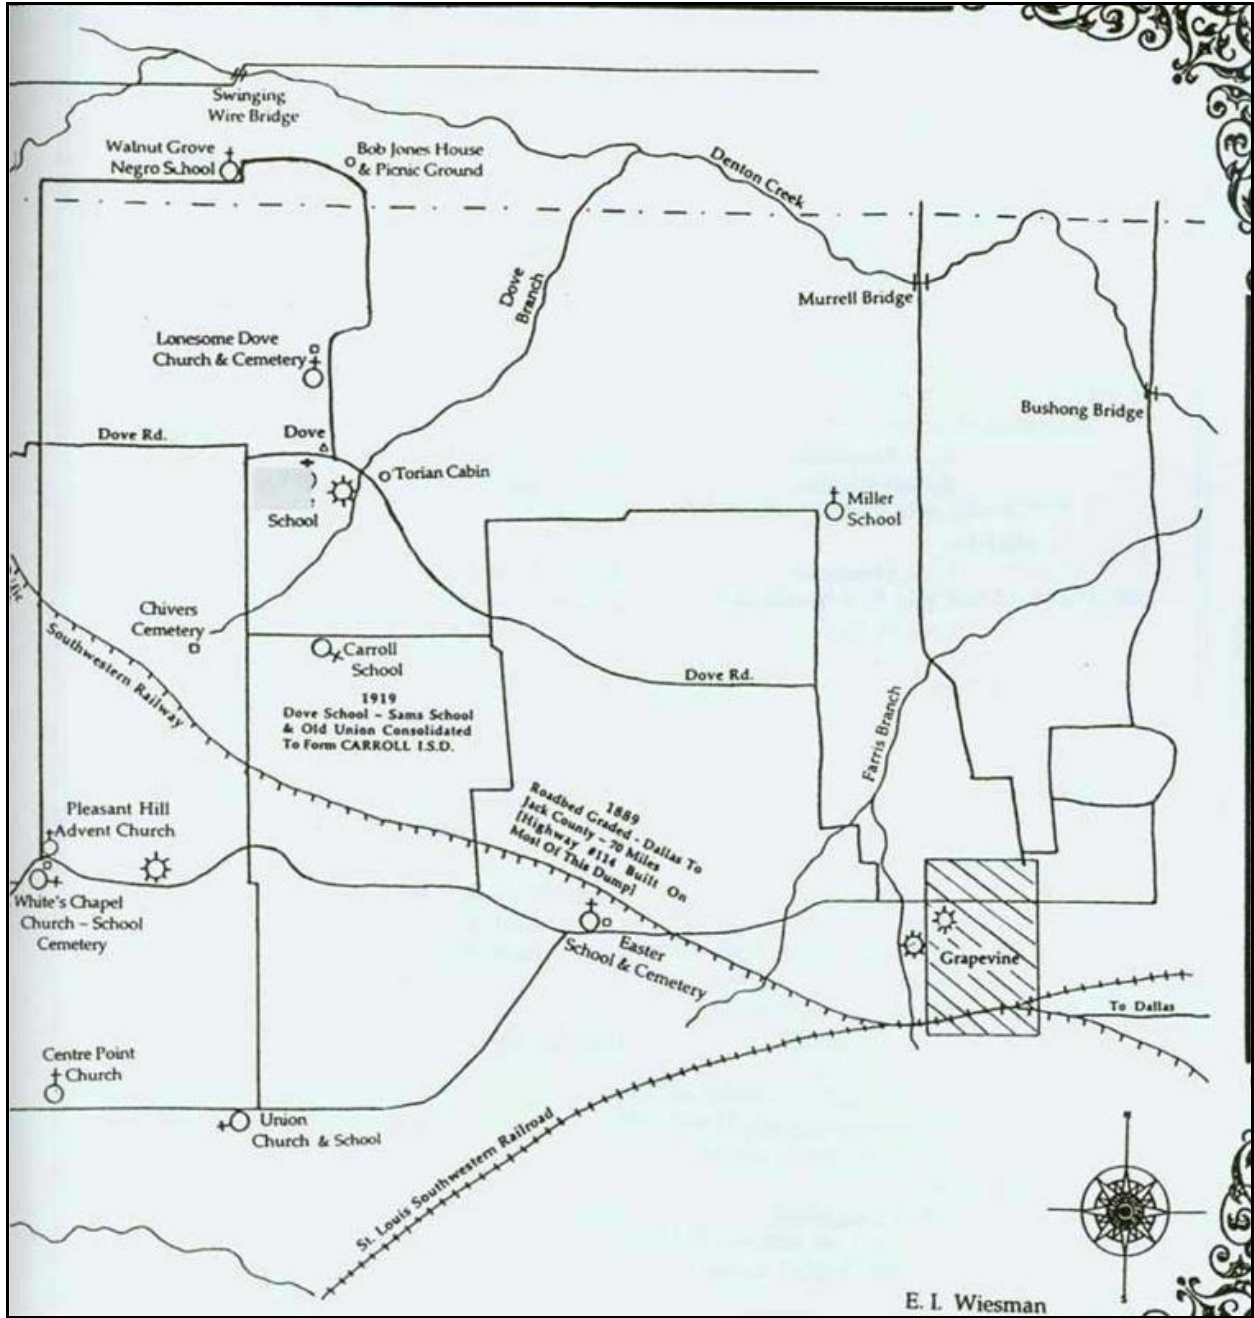 Swinging
Wire Bridge
Walnut Grove
Negro School
Bob Jones House
& Picnic Ground
Denton Creek
Dove
Branch
Murrell Bridge
Lonesome Dove
Church & Cemetery
Bushong Bridge
Dove Rd.
Dove
Torian Cabin
School
Miller
School
Chivers
Cemetery
Southwestern Railway
Carroll
School
1919
Dove School – Sams School
& Old Union Consolidated
To Form CARROLL I.S.D.
Dove Rd.
Farris Branch
1889
Roadbed Graded - Dallas To
Jack County – 70 Miles
[Highway #114 Built On
Most Of This Dump]
Pleasant Hill
Advent Church
White's Chapel
Church – School
Cemetery
Easter
School & Cemetery
Grapevine
To Dallas
Centre Point
Church
Union
Church & School
St. Louis Southwestern Railroad
N
S
E. I. Wiesman